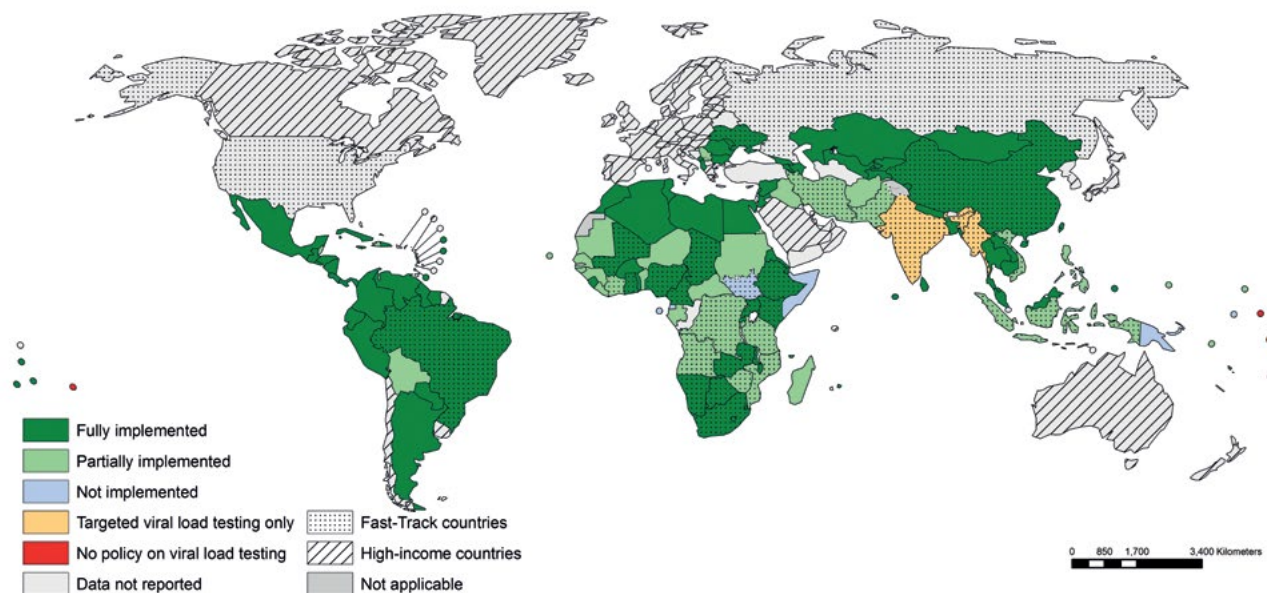 Fully implemented
Partially implemented
Not implemented
Targeted viral load testing only
No policy on viral load testing
Data not reported
Fast-Track countries
High-income countries
Not applicable
0 850 1,700 3,400 Kilometers